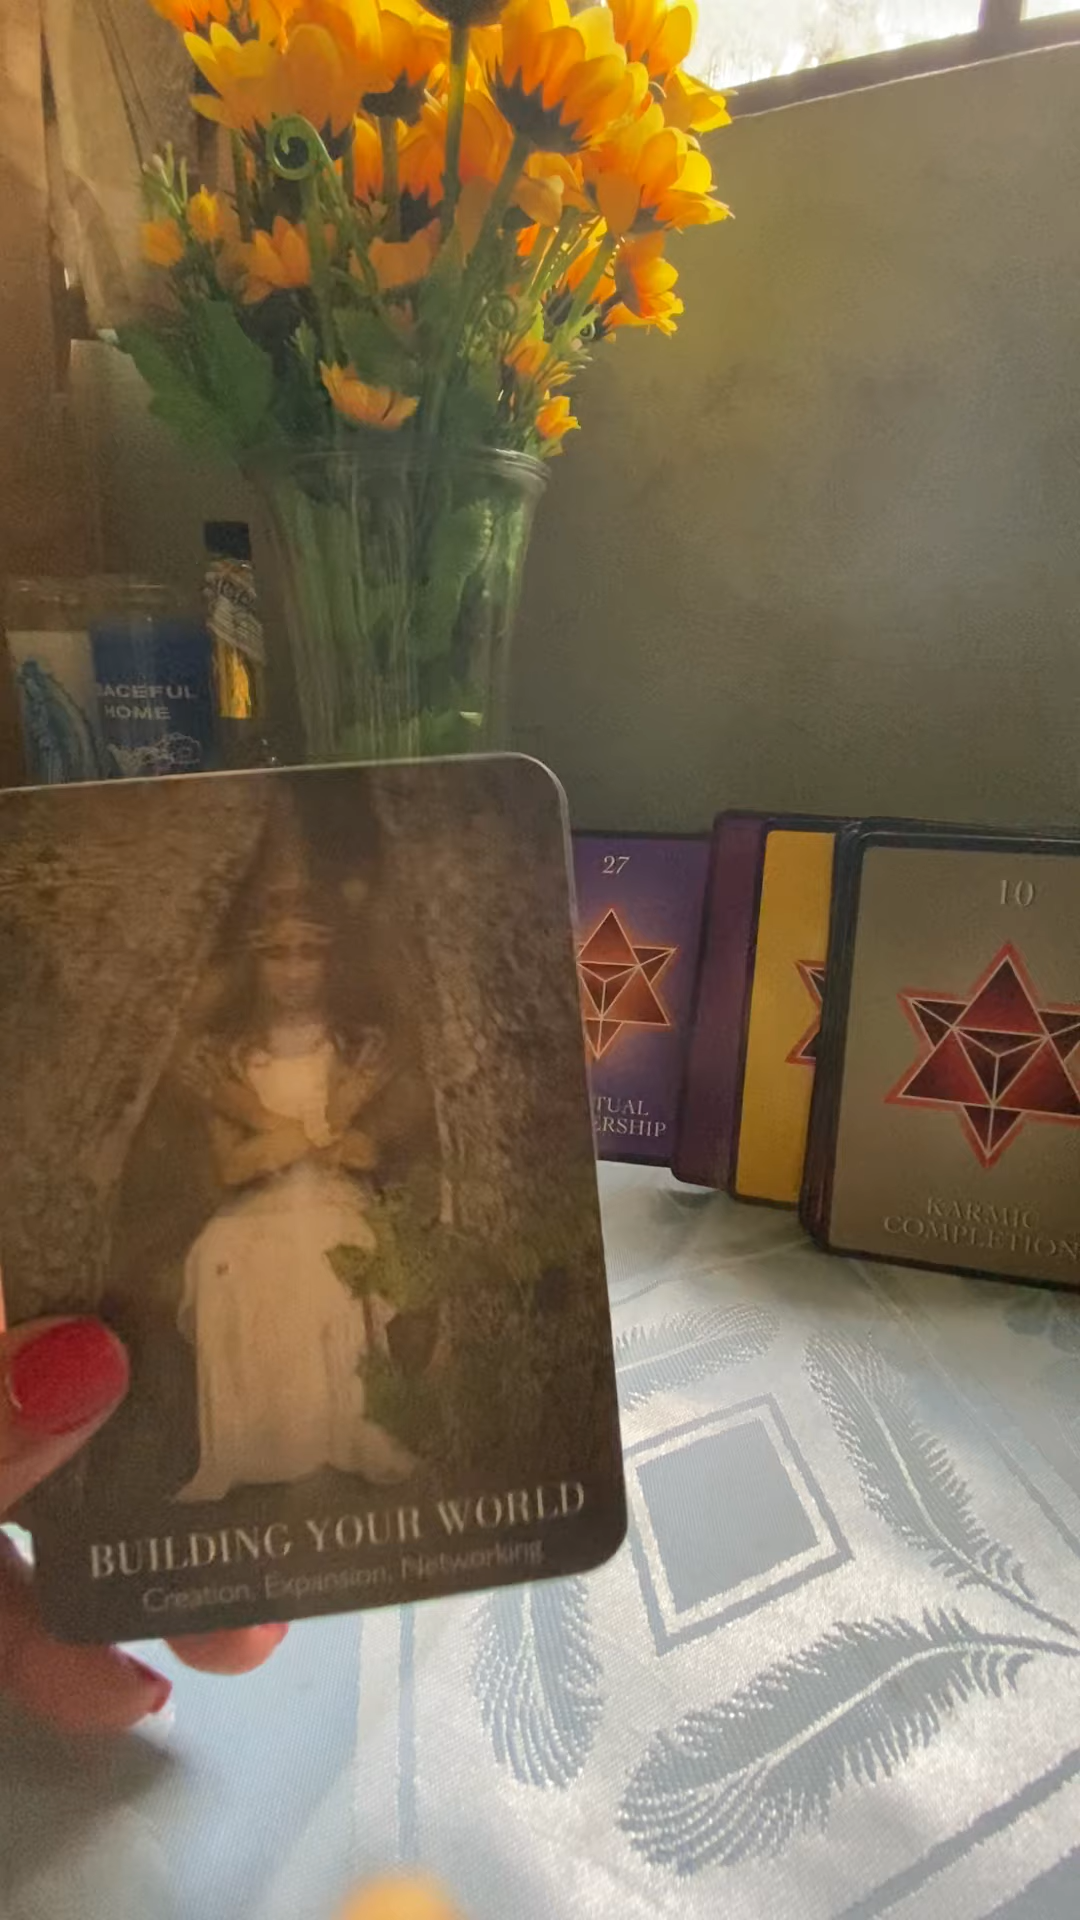 ACEFUL
HOME
27
TUAL
ERSHIP
10
KARMIC
COMPLETION
BUILDING YOUR WORLD
Creation, Expansion, Networking